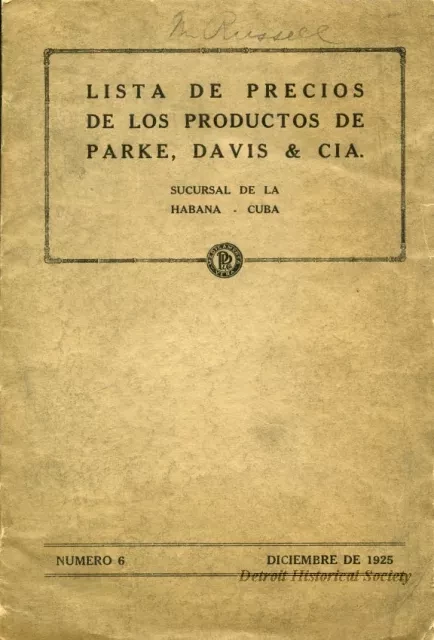 M Russell
LISTA DE PRECIOS
DE LOS PRODUCTOS DE
PARKE, DAVIS & CIA.
SUCURSAL DE LA
HABANA - CUBA
NUMERO 6
DICIEMBRE DE 1925
Detroit Historical Society